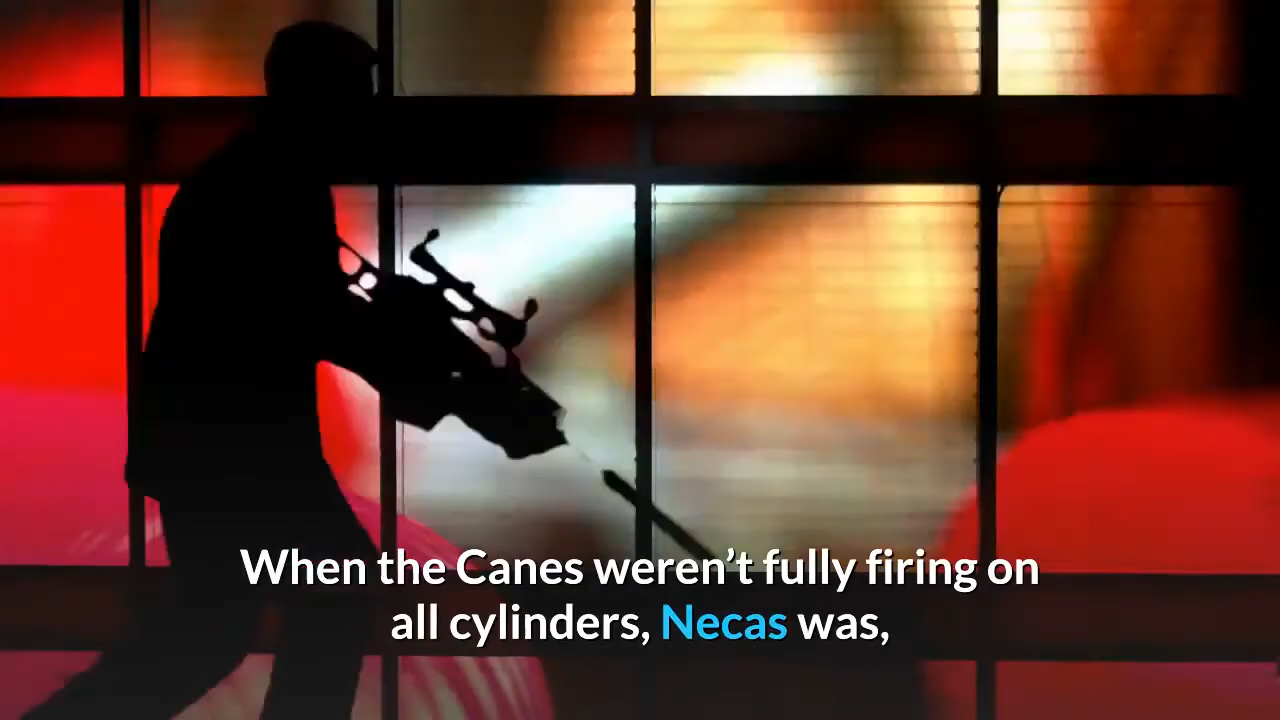 When the Canes weren’t fully firing on
all cylinders, Necas was,